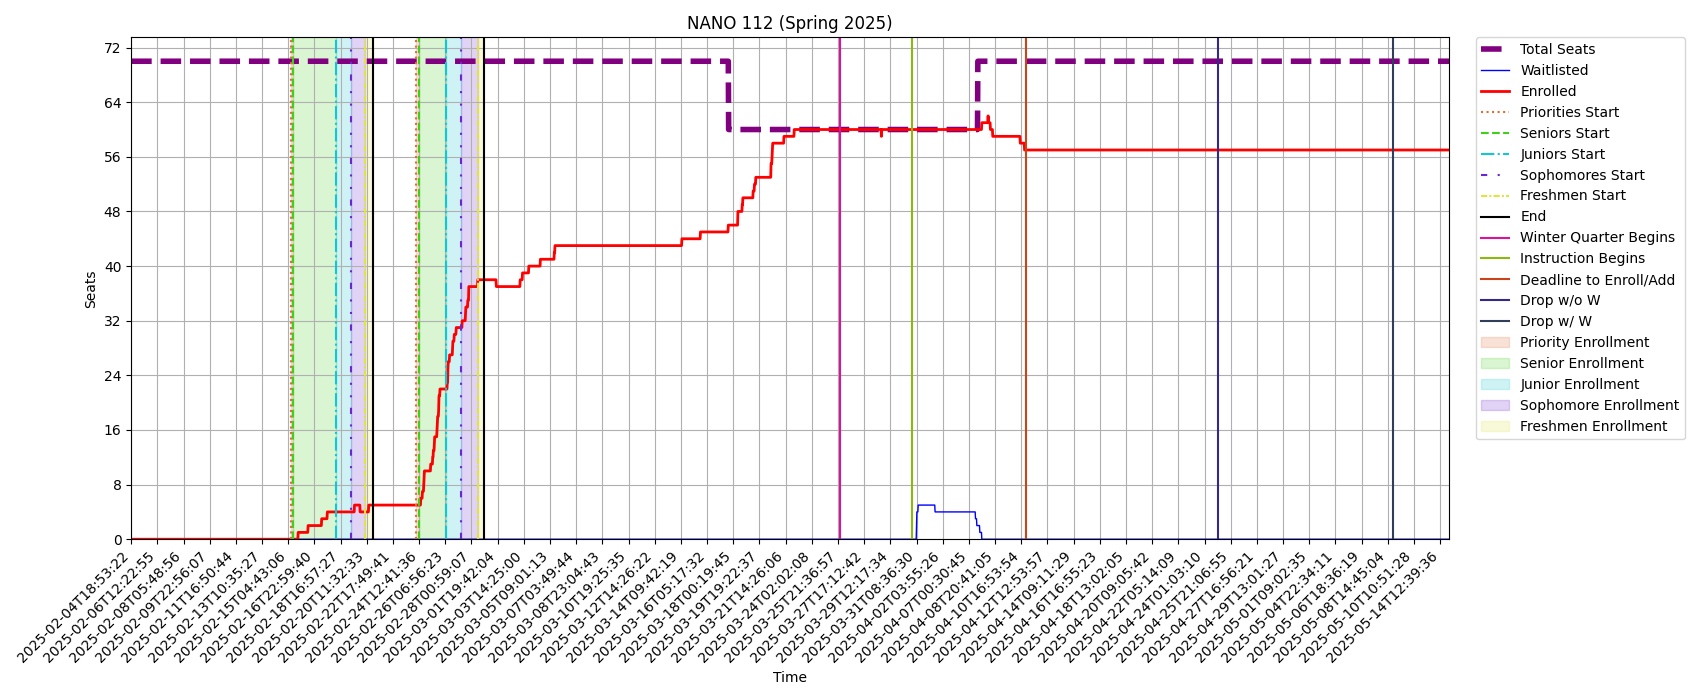 NANO 112 (Spring 2025)
Seats
72
64
56
48
40
32
24
16
8
0
2025-02-04T18:53:22
2025-02-06T12:22:55
2025-02-08T05:48:56
2025-02-09T22:56:07
2025-02-11T16:50:44
2025-02-13T10:35:27
2025-02-15T04:43:06
2025-02-16T22:59:40
2025-02-18T16:57:27
2025-02-20T11:32:33
2025-02-22T17:49:41
2025-02-24T12:41:36
2025-02-26T06:56:23
2025-02-28T00:59:07
2025-03-01T19:42:04
2025-03-03T14:25:00
2025-03-05T09:01:13
2025-03-07T03:49:44
2025-03-08T23:04:43
2025-03-10T19:25:35
2025-03-12T14:26:22
2025-03-14T09:42:19
2025-03-16T05:17:32
2025-03-18T00:19:45
2025-03-19T19:22:37
2025-03-21T14:26:06
2025-03-24T02:02:08
2025-03-25T21:36:57
2025-03-27T17:12:42
2025-03-29T12:17:34
2025-03-31T08:36:30
2025-04-02T03:55:26
2025-04-07T00:30:45
2025-04-08T20:41:05
2025-04-10T16:53:54
2025-04-12T12:53:57
2025-04-14T09:11:29
2025-04-16T16:55:23
2025-04-18T13:02:05
2025-04-20T09:05:42
2025-04-22T05:14:09
2025-04-24T01:03:10
2025-04-25T21:06:55
2025-04-27T16:56:21
2025-04-29T13:01:27
2025-05-01T09:02:35
2025-05-04T22:34:11
2025-05-06T18:36:19
2025-05-08T14:45:04
2025-05-10T10:51:28
2025-05-14T12:39:36
Time
Total Seats
Waitlisted
Enrolled
Priorities Start
Seniors Start
Juniors Start
Sophomores Start
Freshmen Start
End
Winter Quarter Begins
Instruction Begins
Deadline to Enroll/Add
Drop w/o W
Drop w/ W
Priority Enrollment
Senior Enrollment
Junior Enrollment
Sophomore Enrollment
Freshmen Enrollment